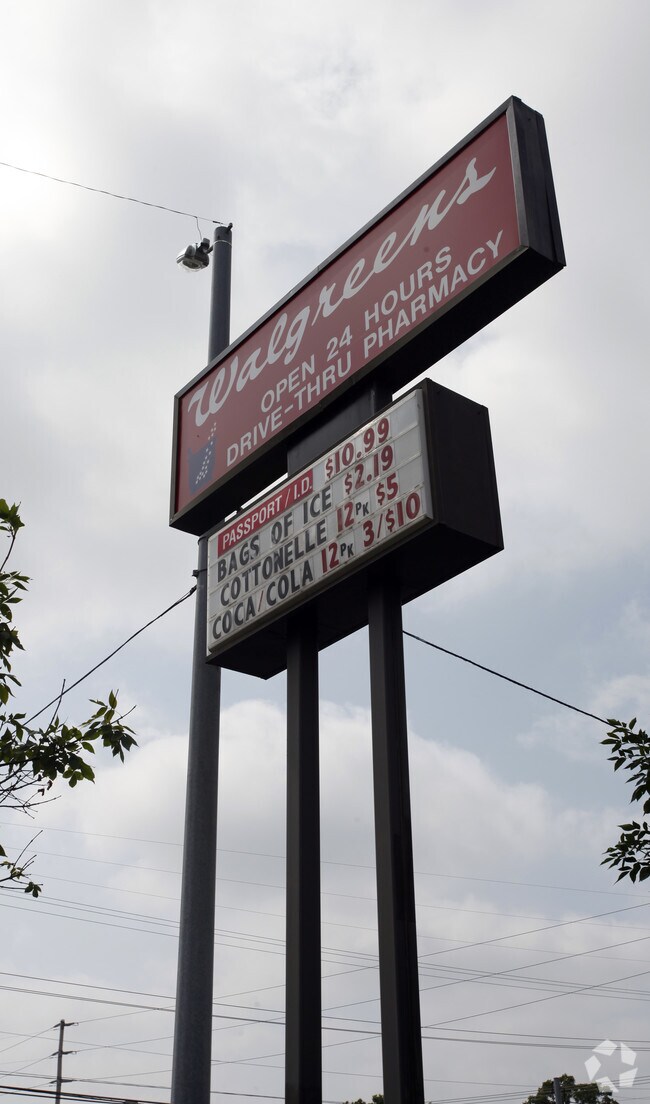 Walgreens
OPEN 24 HOURS
DRIVE-THRU PHARMACY
PASSPORT/I.D. $10.99
BAGS OF ICE $2.19
COTTONELLE 12PK $5
COCA/COLA 12PK 3/$10